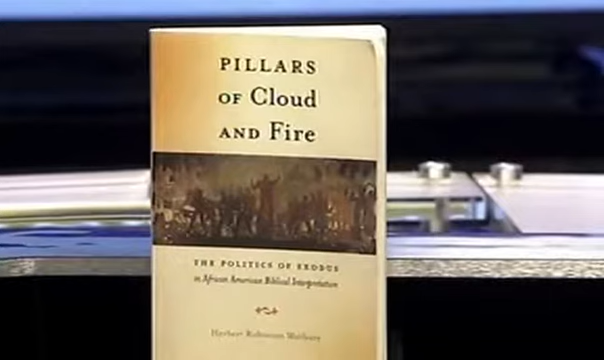 PILLARS
OF Cloud
AND Fire
THE POLITICS OF EXODUS
in African American Biblical Interpretation
Herbert Robinson Marbury